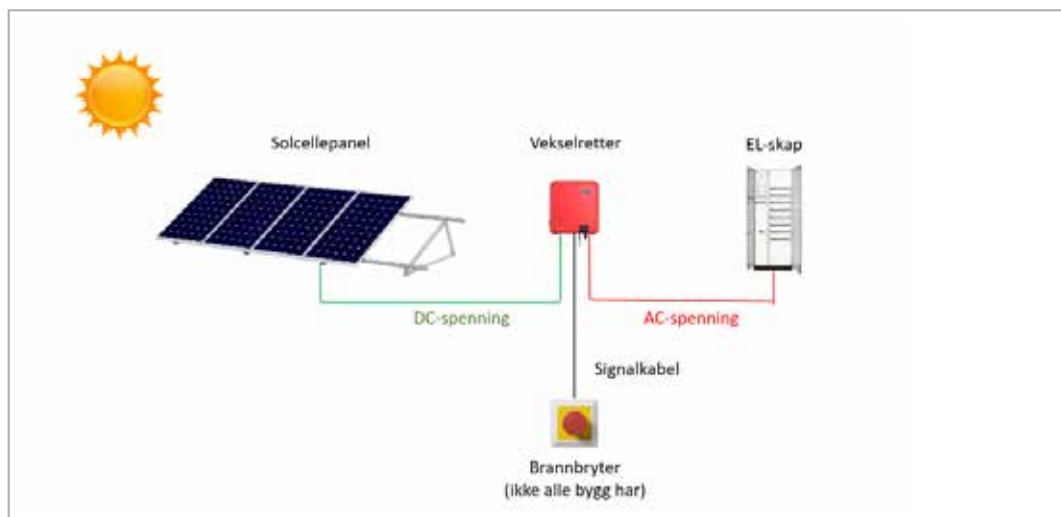 Solcellepanel
Vekselretter
EL-skap
DC-spenning
AC-spenning
Signalkabel
Brannbryter
(ikke alle bygg har)